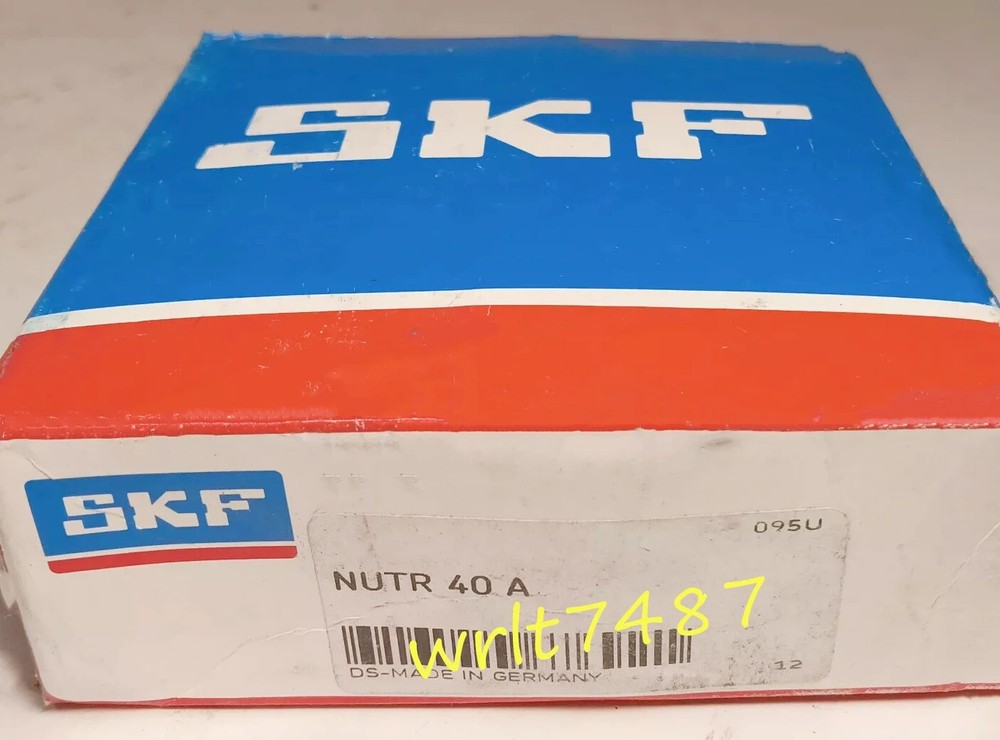 SKF
SKF
095U
NUTR 40 A
wrlt7487
DS-MADE IN GERMANY
12